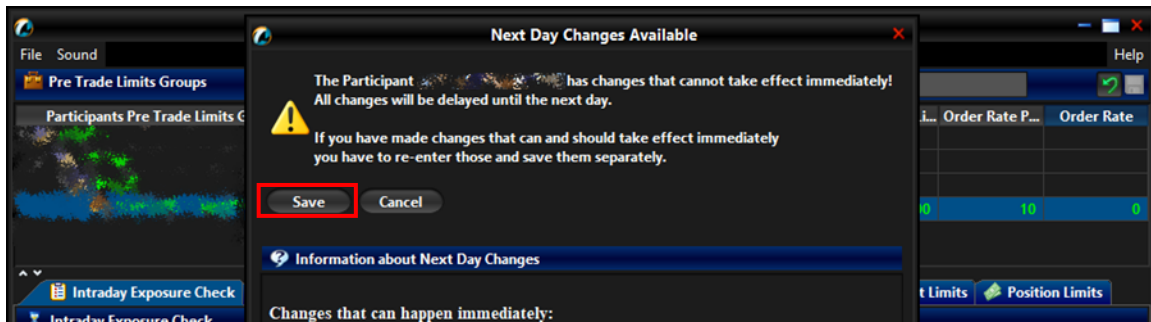 Next Day Changes Available
File Sound
Help
Pre Trade Limits Groups
The Participant has changes that cannot take effect immediately!
All changes will be delayed until the next day.
Participants Pre Trade Limits
Order Rate P... Order Rate
If you have made changes that can and should take effect immediately
you have to re-enter those and save them separately.
Save Cancel
10 0
Information about Next Day Changes
Intraday Exposure Check
Limits Position Limits
Changes that can happen immediately:
Intraday Exposure Check